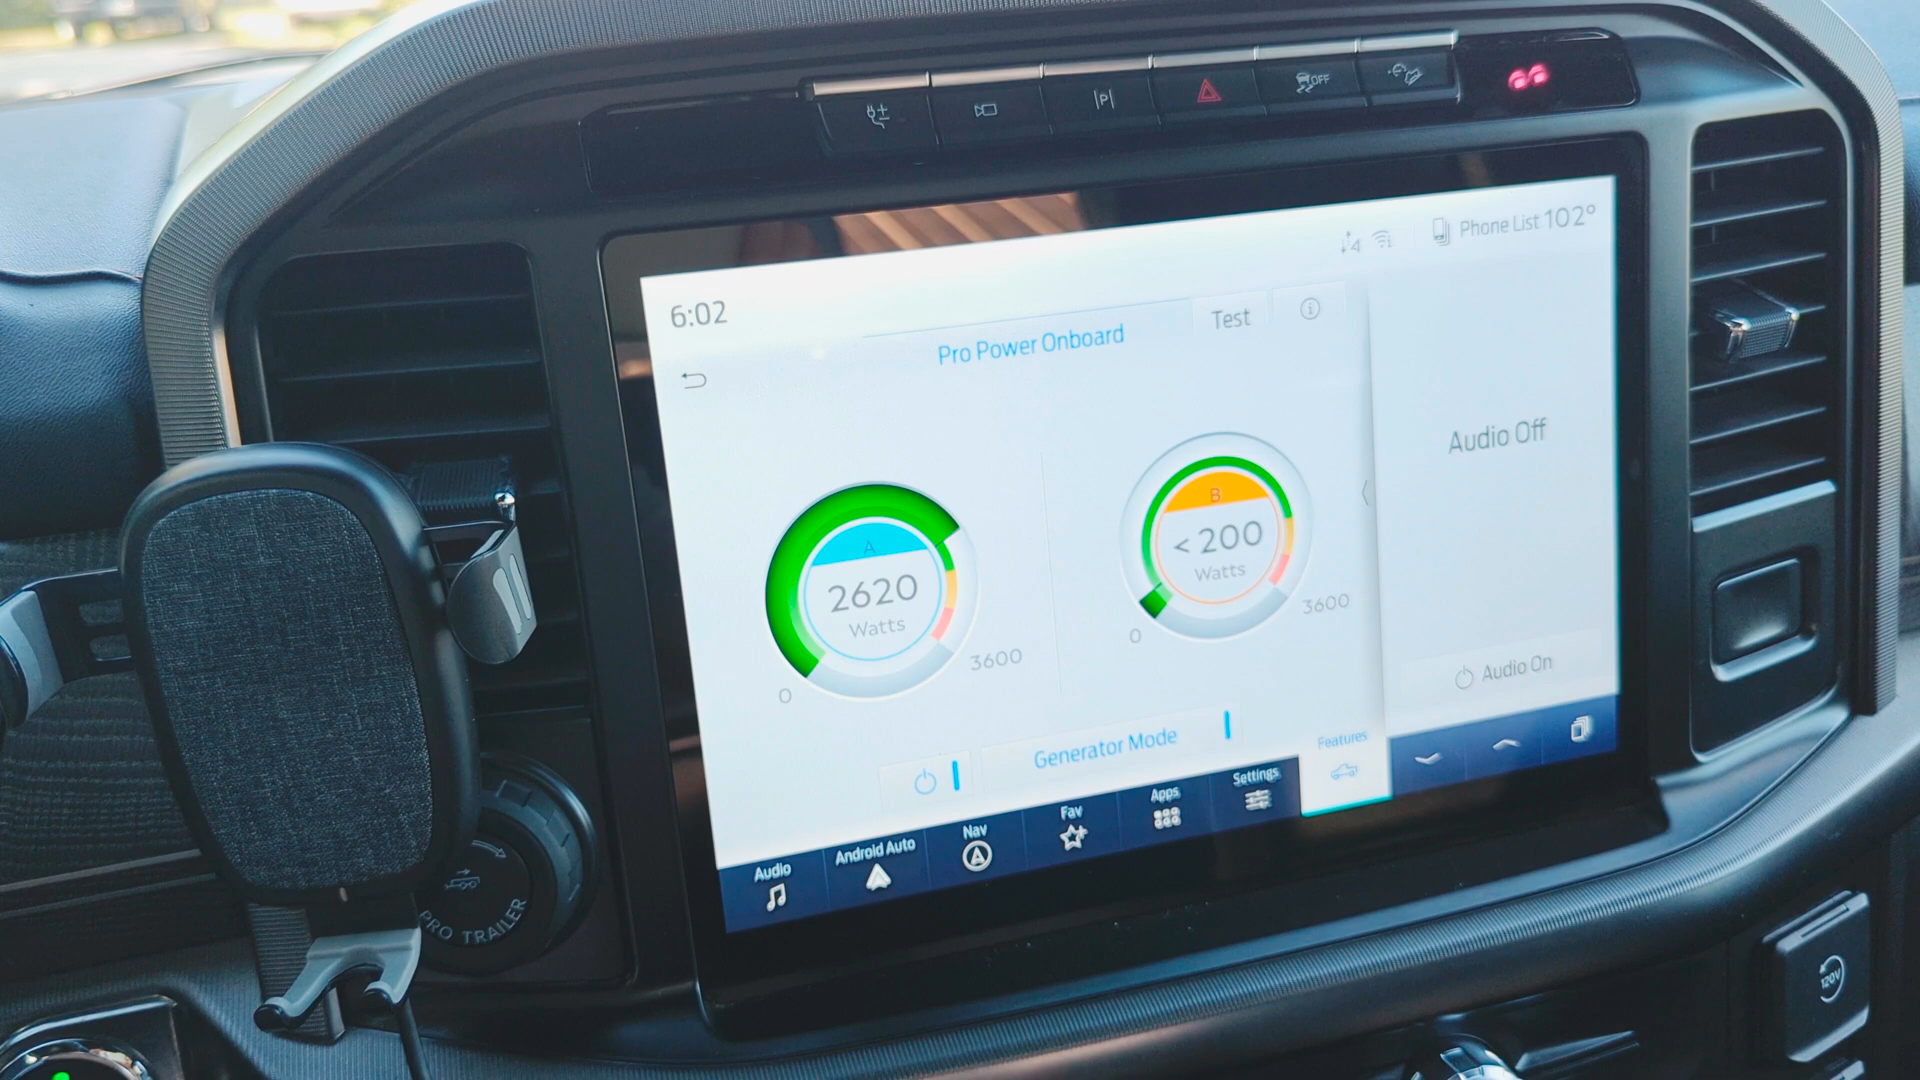 |P|
OFF
4
Phone List 102°
6:02
Test
Pro Power Onboard
Audio Off
A
2620
Watts
0
3600
B
< 200
Watts
0
3600
Audio On
Generator Mode
Features
Settings
Apps
Fav
Nav
Android Auto
Audio
PRO TRAILER
120V